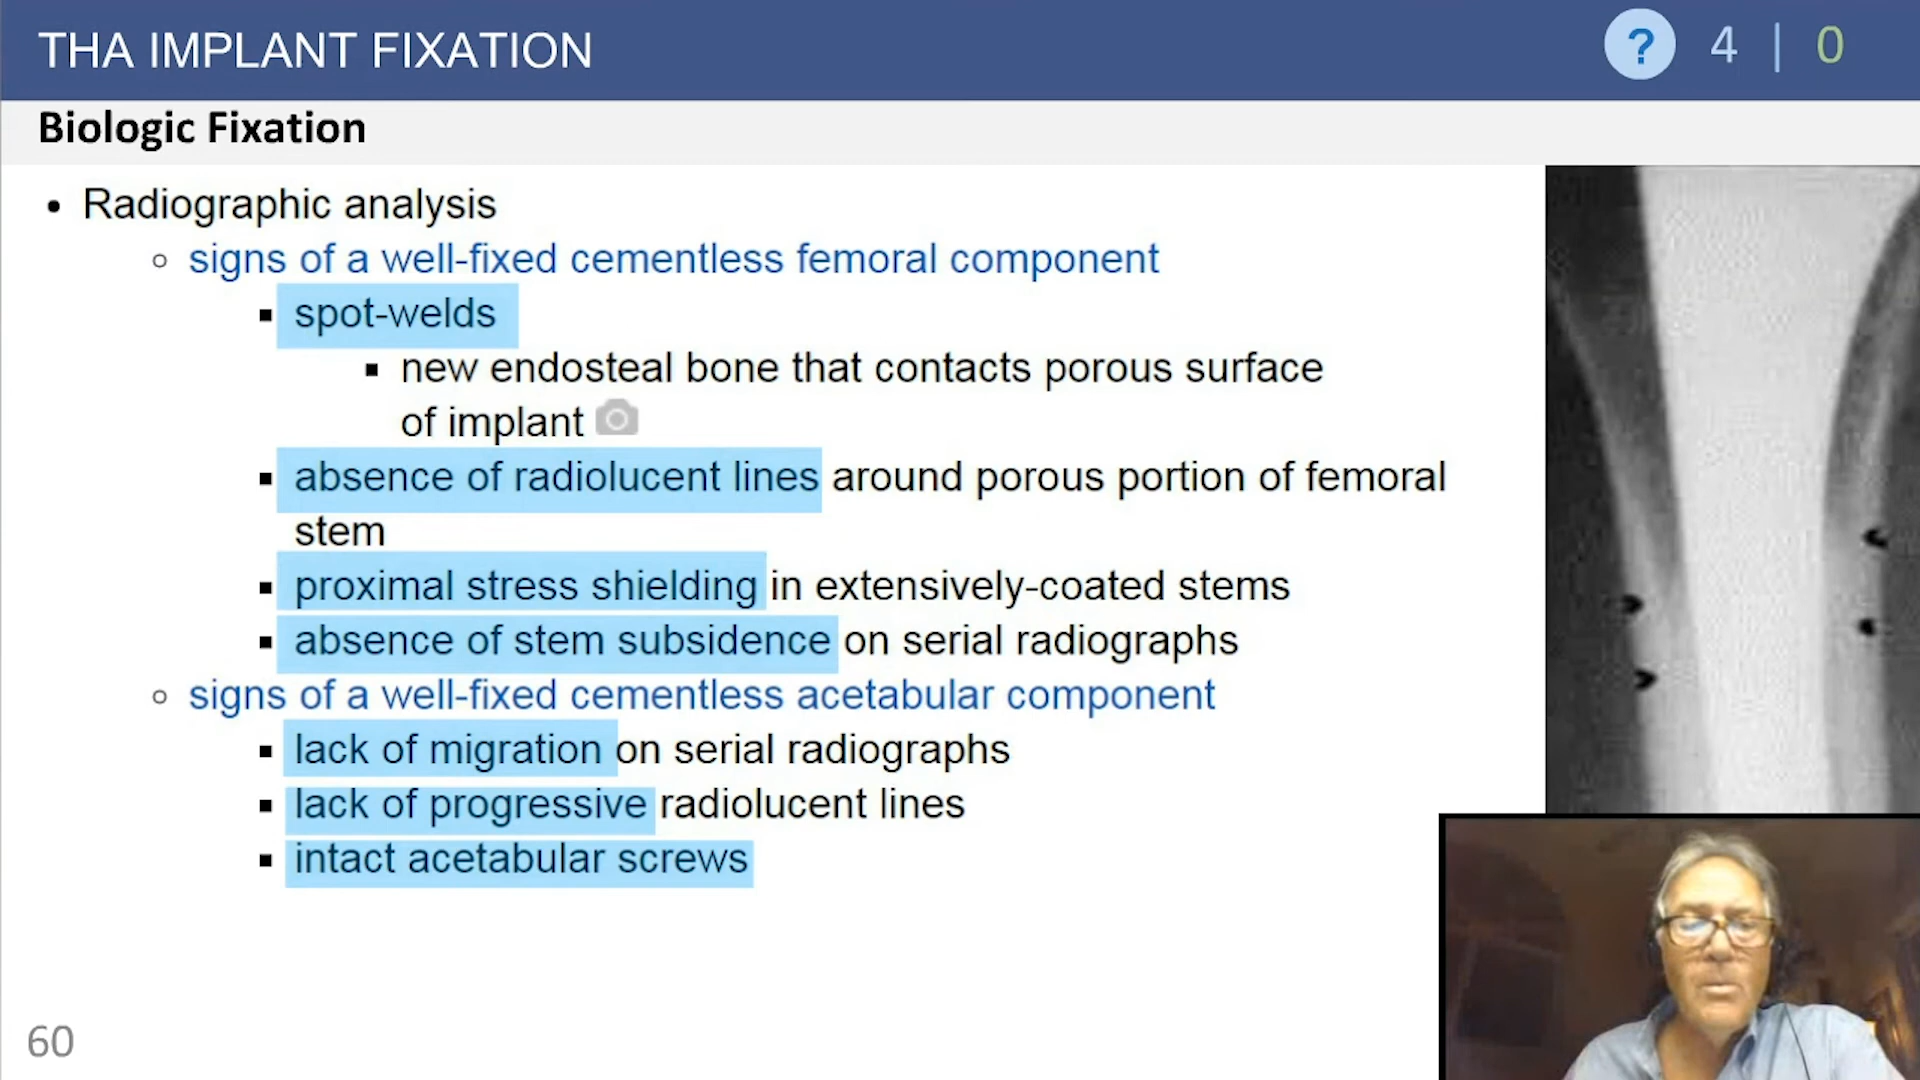 THA IMPLANT FIXATION
? 4 | 0
Biologic Fixation
• Radiographic analysis
○ signs of a well-fixed cementless femoral component
▪ spot-welds
▪ new endosteal bone that contacts porous surface
of implant
▪ absence of radiolucent lines around porous portion of femoral
stem
▪ proximal stress shielding in extensively-coated stems
▪ absence of stem subsidence on serial radiographs
○ signs of a well-fixed cementless acetabular component
▪ lack of migration on serial radiographs
▪ lack of progressive radiolucent lines
▪ intact acetabular screws
60